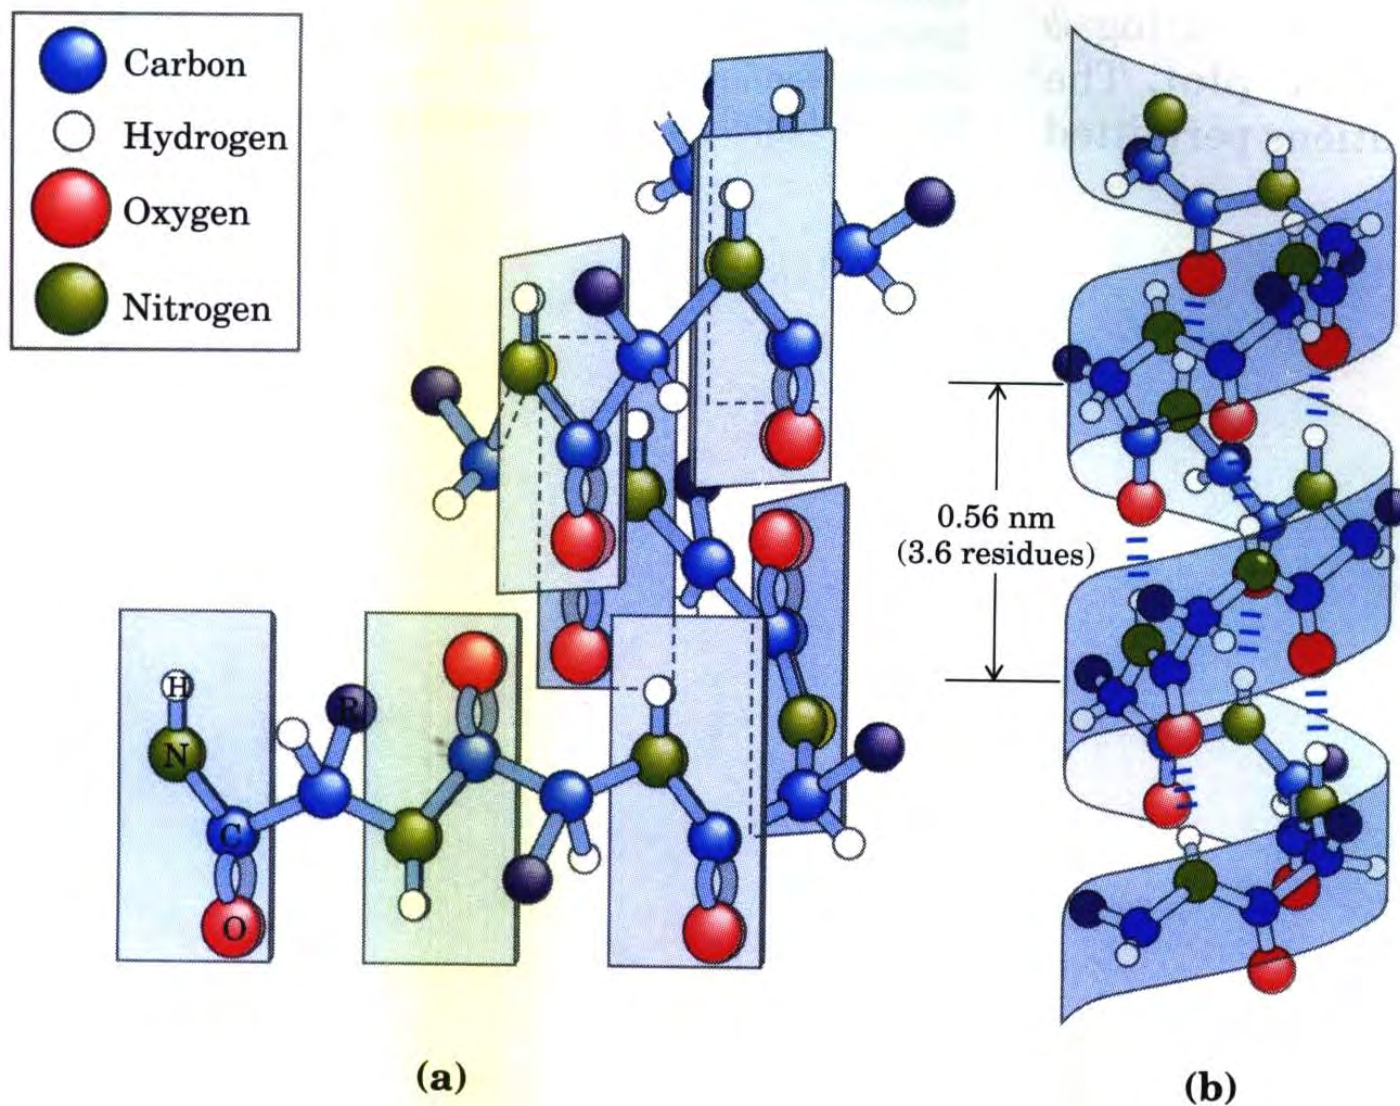 Carbon
Hydrogen
Oxygen
Nitrogen
H
N
R
C
O
0.56 nm
(3.6 residues)
(a)
(b)